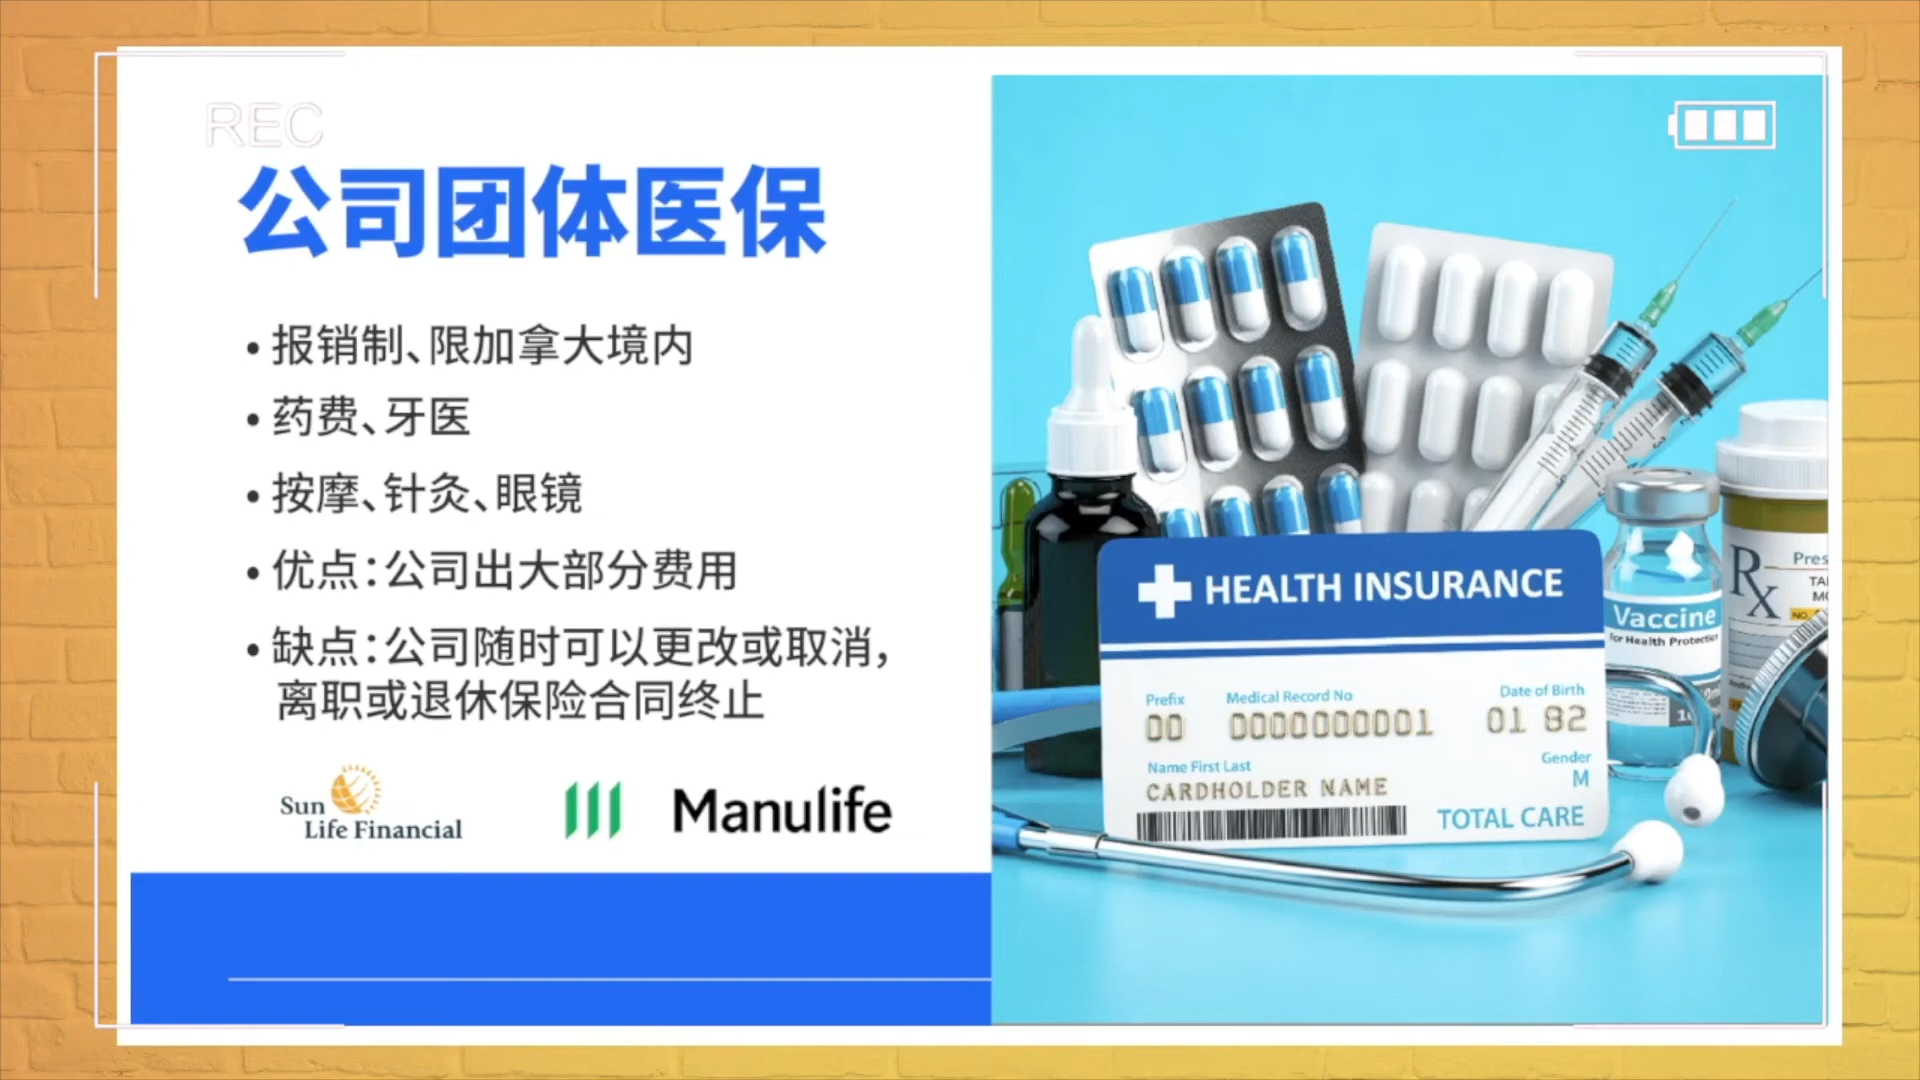 REC
公司团体医保
• 报销制、限加拿大境内
• 药费、牙医
• 按摩、针灸、眼镜
• 优点：公司出大部分费用
• 缺点：公司随时可以更改或取消，
离职或退休保险合同终止
Sun
Life Financial
Manulife
HEALTH INSURANCE
Prefix
Medical Record No
Date of Birth
00
0000000001
01 82
Name First Last
Gender
CARDHOLDER NAME
M
TOTAL CARE
Vaccine
For Health Protection
Rx